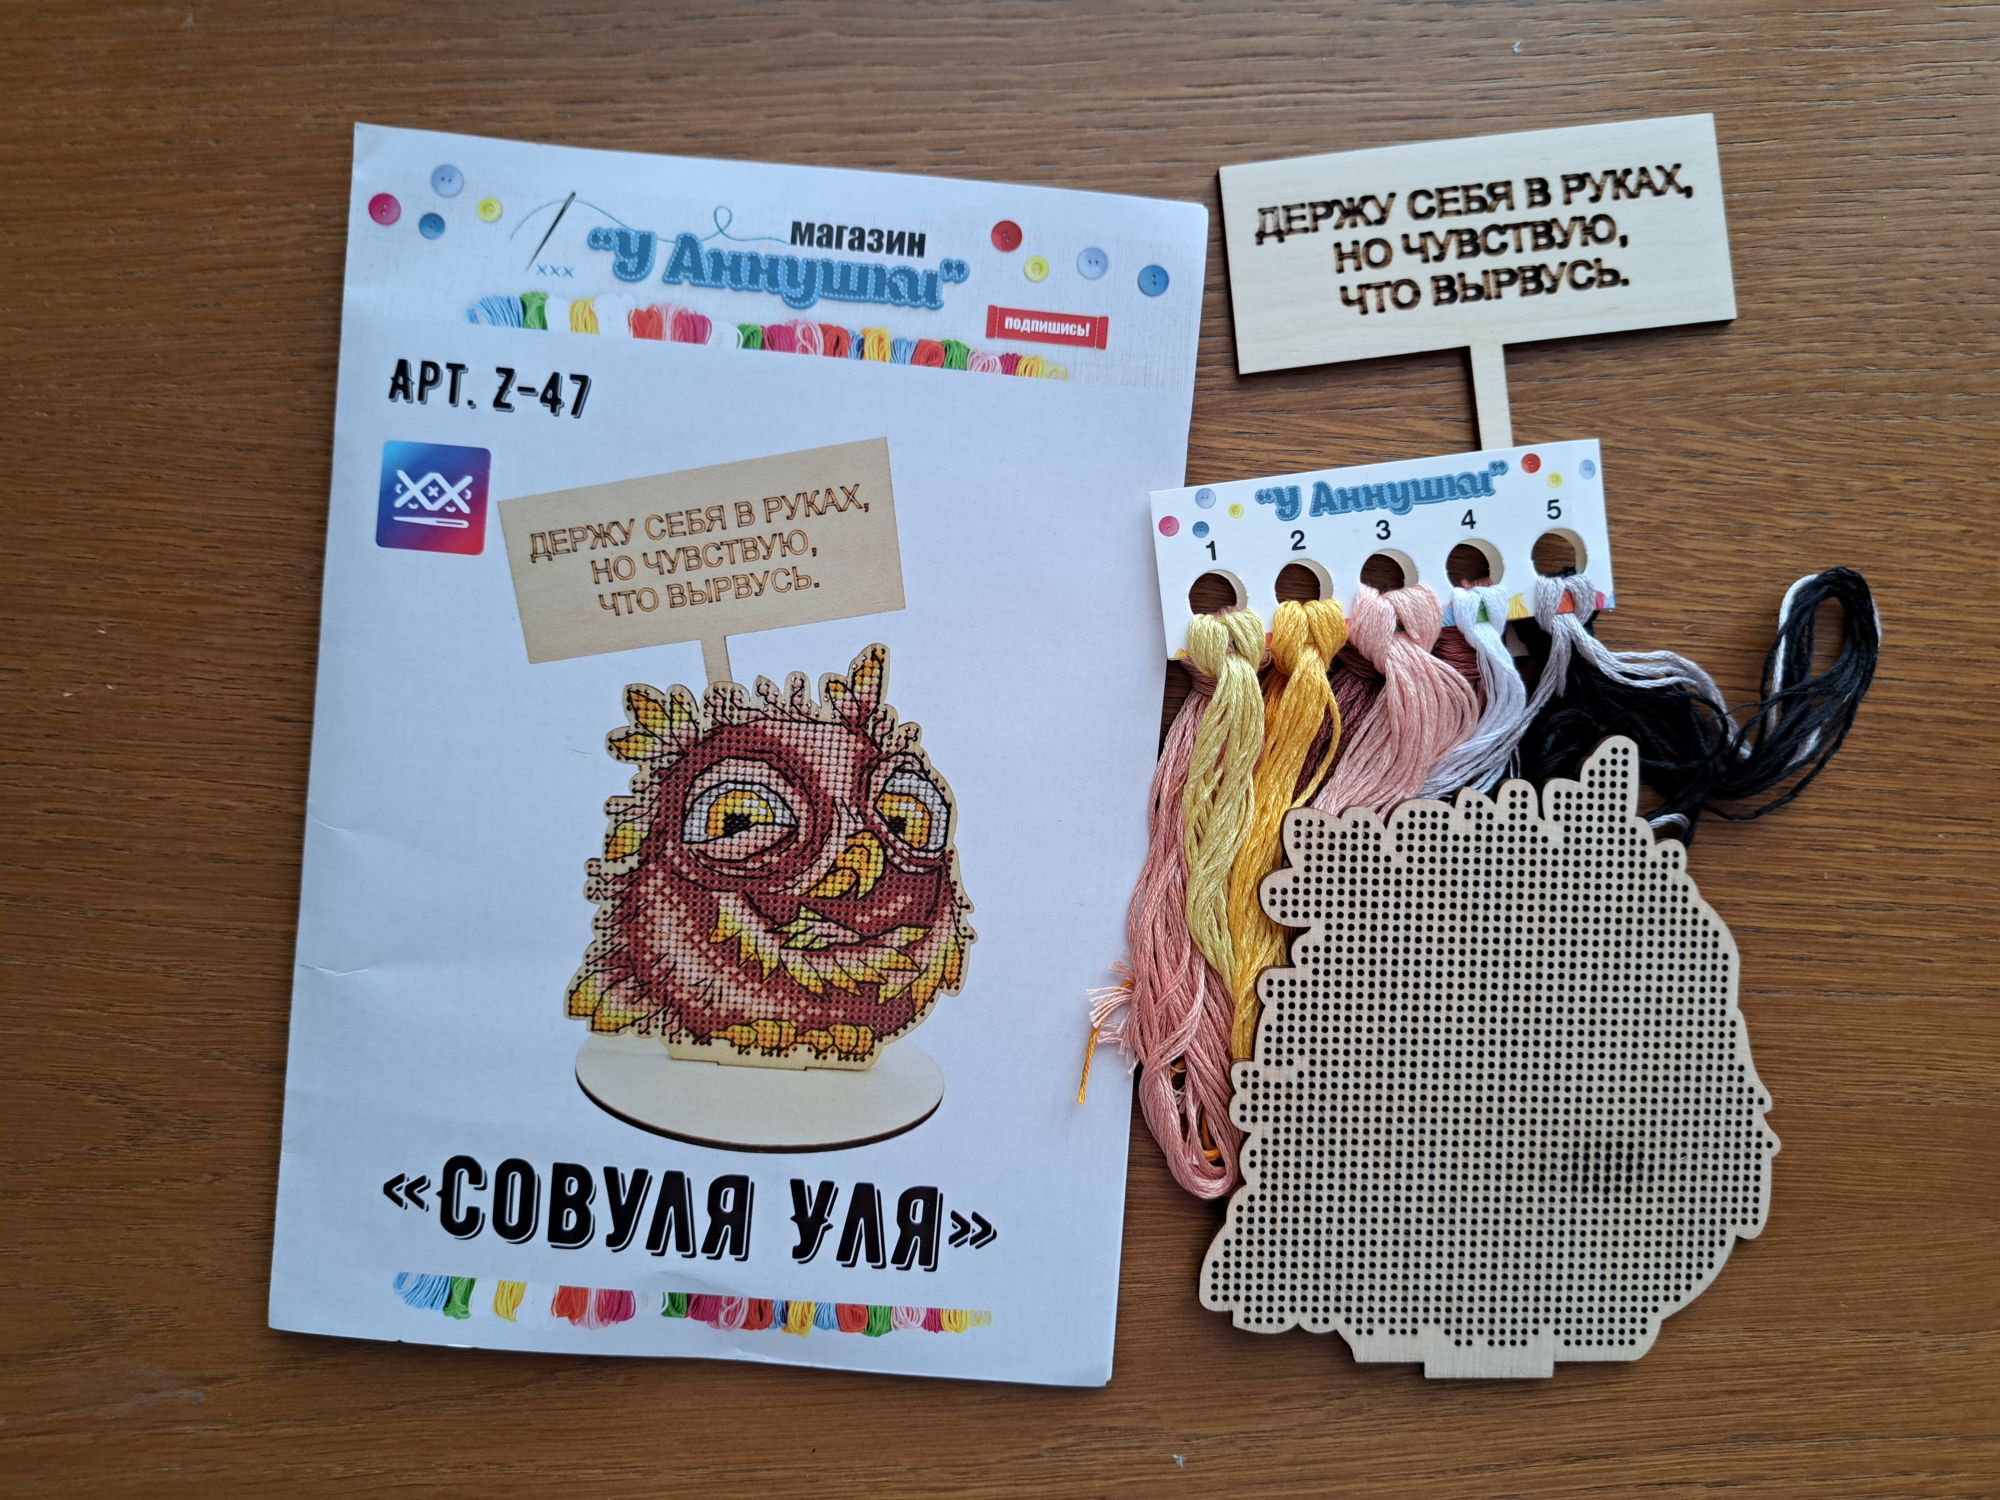 магазин
“У Аннушки”
xxx
подпишись!
АРТ. Z-47
ДЕРЖУ СЕБЯ В РУКАХ,
НО ЧУВСТВУЮ,
ЧТО ВЫРВУСЬ.
«СОВУЛЯ УЛЯ»
ДЕРЖУ СЕБЯ В РУКАХ,
НО ЧУВСТВУЮ,
ЧТО ВЫРВУСЬ.
“У Аннушки”
1 2 3 4 5